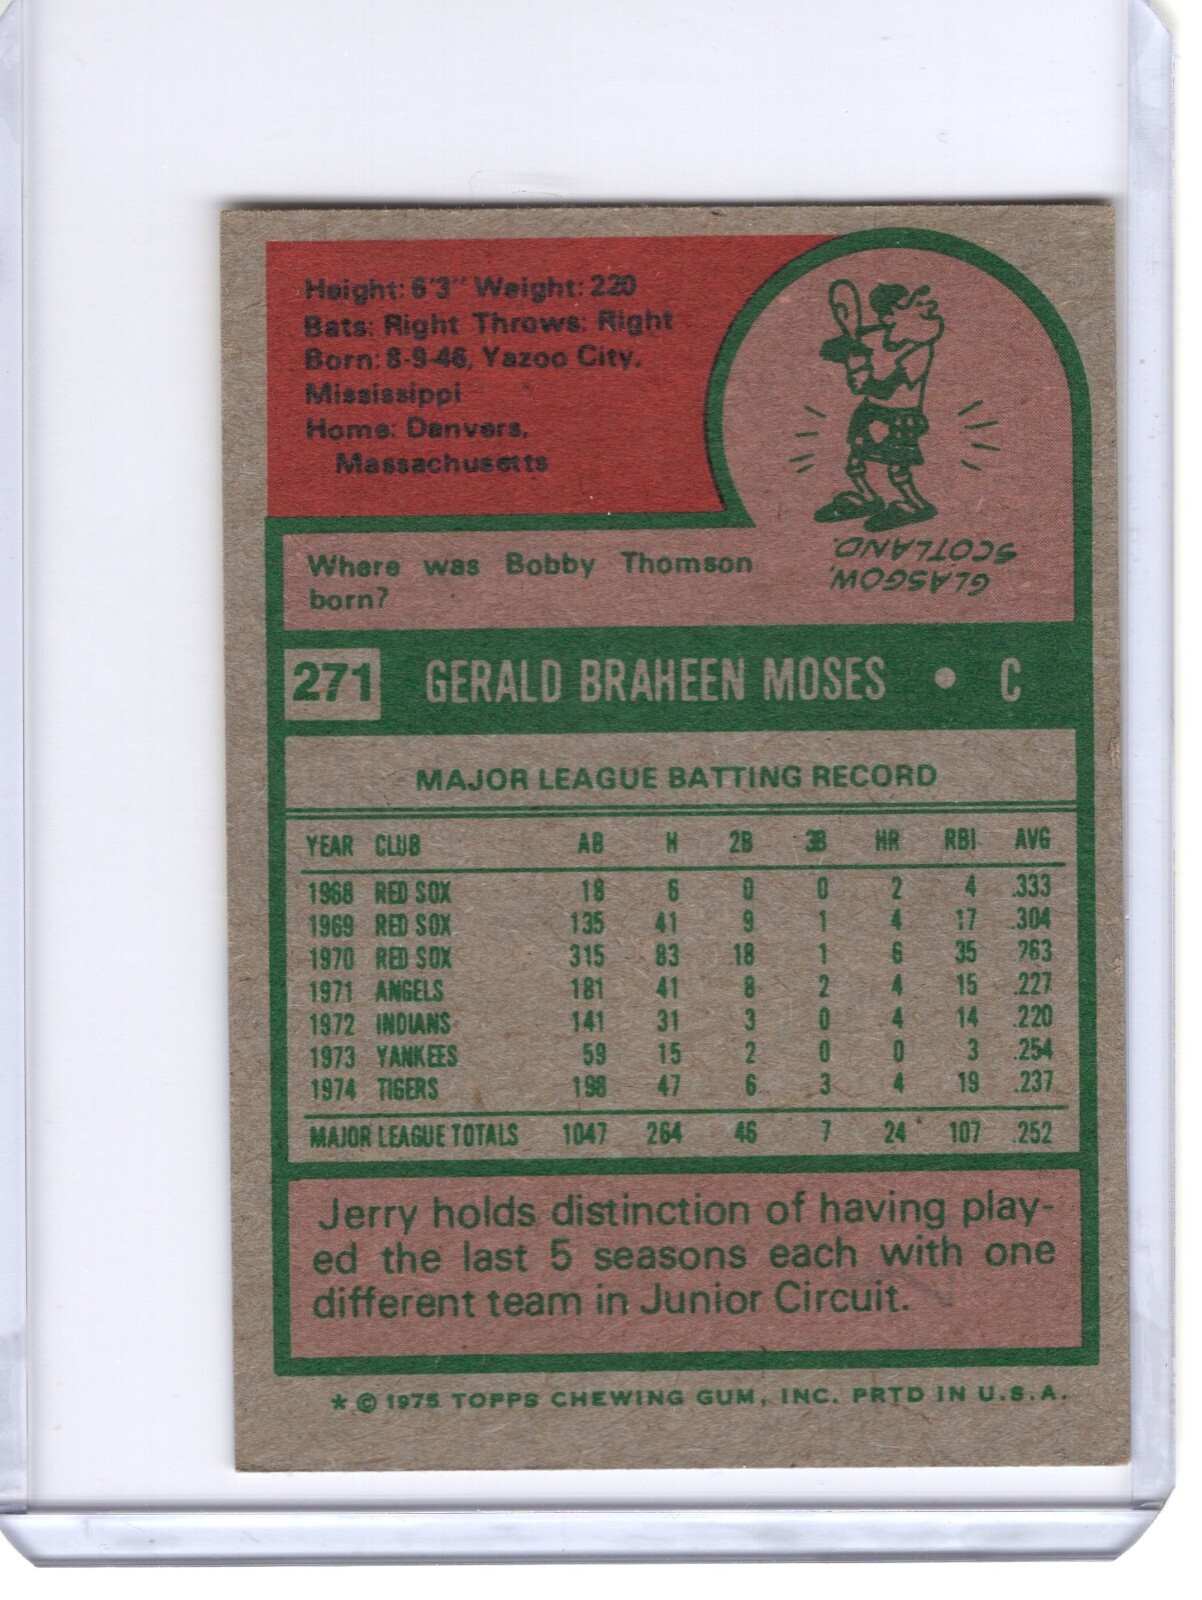 Height: 6'3" Weight: 220
Bats: Right Throws: Right
Born: 8-9-46, Yazoo City,
Mississippi
Home: Danvers,
Massachusetts
Where was Bobby Thomson
born?
GLASGOW,
SCOTLAND.
271 GERALD BRAHEEN MOSES • C
MAJOR LEAGUE BATTING RECORD
YEAR CLUB AB H 2B 3B HR RBI AVG
1968 RED SOX 18 6 0 0 2 4 .333
1969 RED SOX 135 41 9 1 4 17 .304
1970 RED SOX 315 83 18 1 6 35 .263
1971 ANGELS 181 41 8 2 4 15 .227
1972 INDIANS 141 31 3 0 4 14 .220
1973 YANKEES 59 15 2 0 0 3 .254
1974 TIGERS 198 47 6 3 4 19 .237
MAJOR LEAGUE TOTALS 1047 264 46 7 24 107 .252
Jerry holds distinction of having play-
ed the last 5 seasons each with one
different team in Junior Circuit.
* © 1975 TOPPS CHEWING GUM, INC. PRTD IN U.S.A.